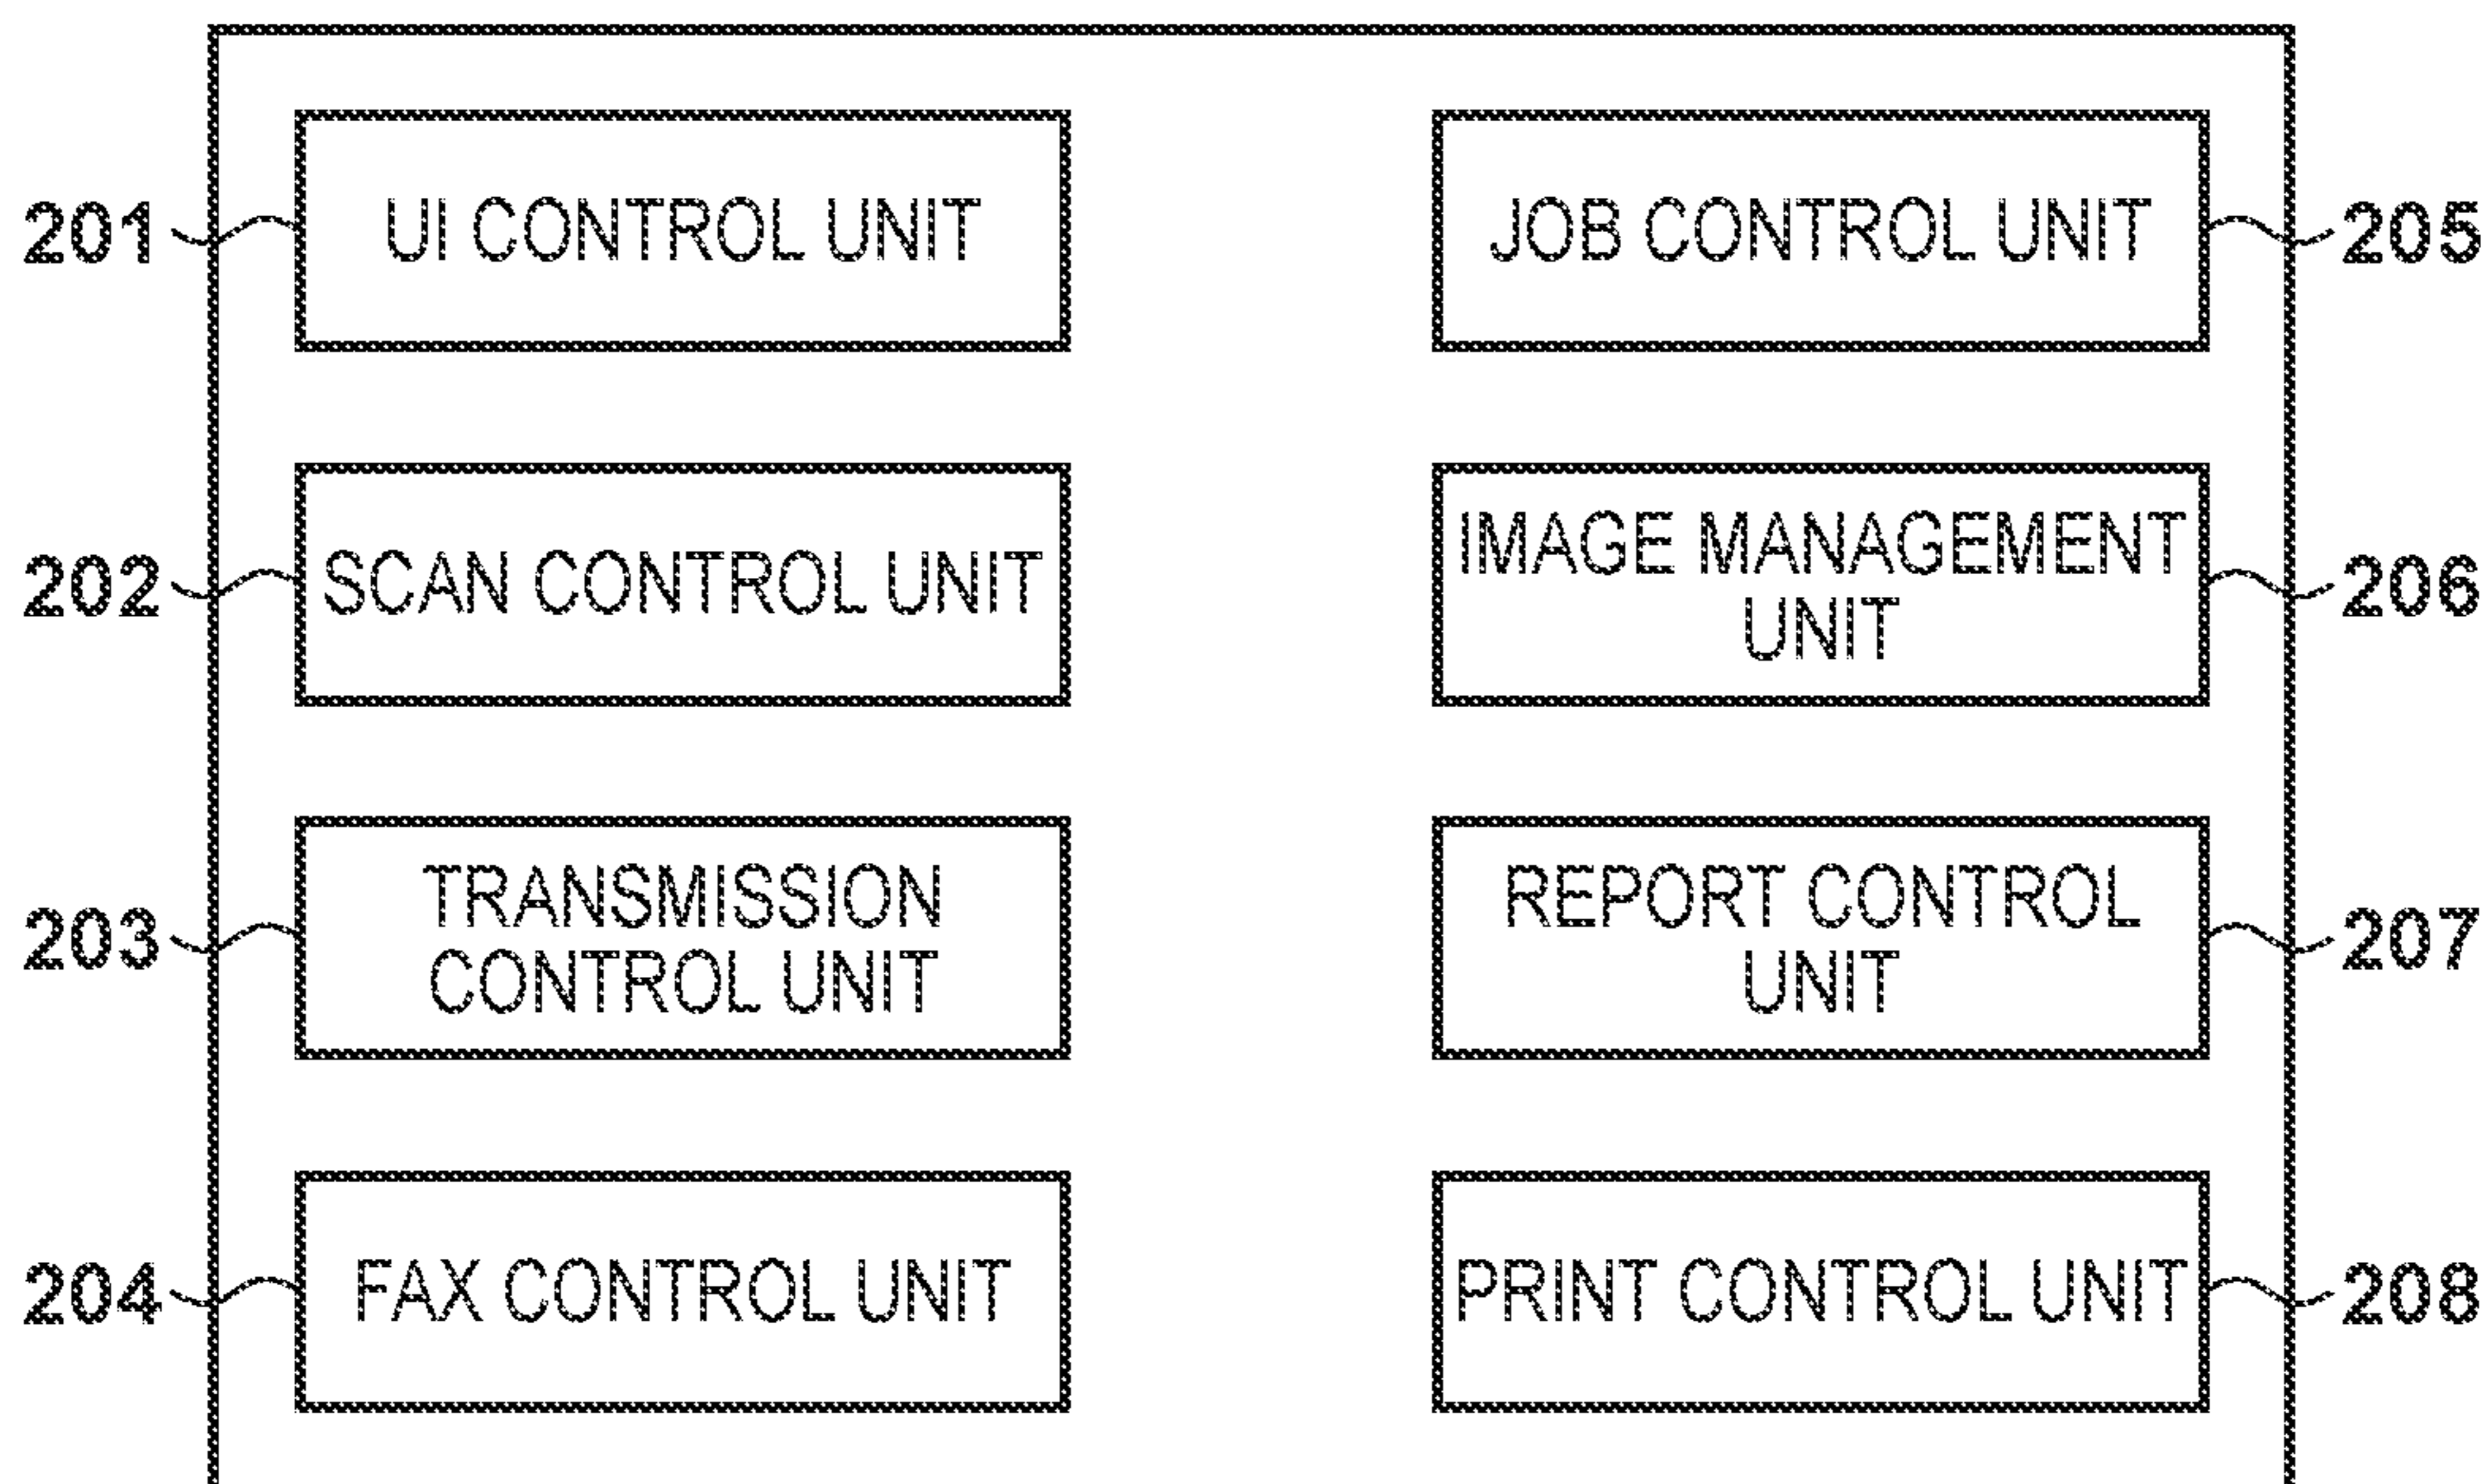 201
UI CONTROL UNIT
JOB CONTROL UNIT
205
202
SCAN CONTROL UNIT
IMAGE MANAGEMENT
UNIT
206
203
TRANSMISSION
CONTROL UNIT
REPORT CONTROL
UNIT
207
204
FAX CONTROL UNIT
PRINT CONTROL UNIT
208